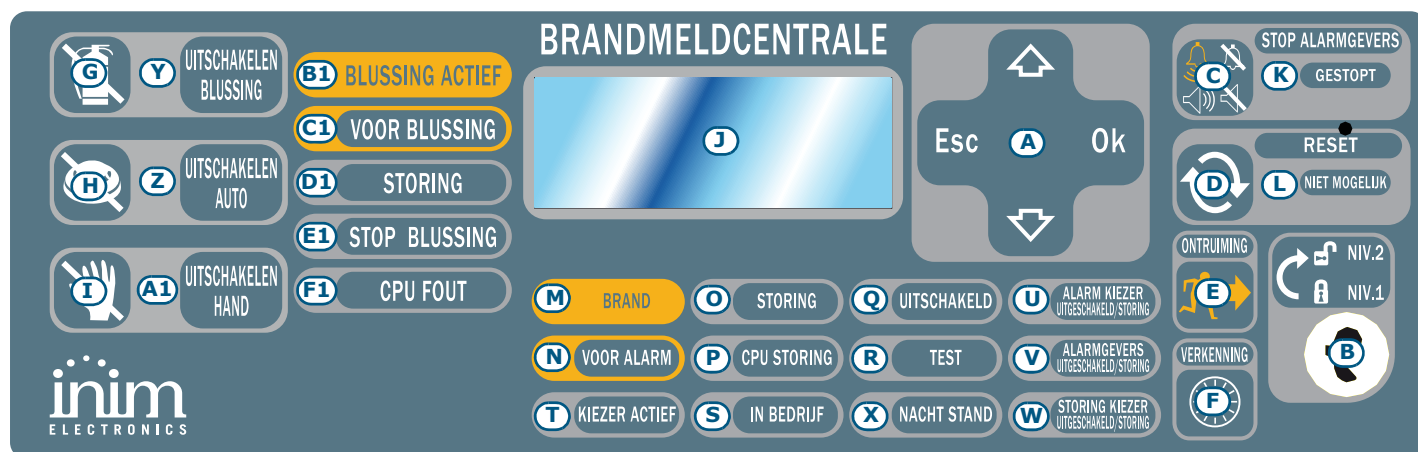 G
Y
UITSCHAKELEN
BLUSSING
H
Z
UITSCHAKELEN
AUTO
I
A1
UITSCHAKELEN
HAND
inim
ELECTRONICS
B1 BLUSSING ACTIEF
C1 VOOR BLUSSING
D1 STORING
E1 STOP BLUSSING
F1 CPU FOUT
BRANDMELDCENTRALE
J
Esc A Ok
M BRAND
O STORING
Q UITSCHAKELD
U ALARM KIEZER
UITGESCHAKELD/STORING
N VOOR ALARM
P CPU STORING
R TEST
V ALARMGEVERS
UITGESCHAKELD/STORING
T KIEZER ACTIEF
S IN BEDRIJF
X NACHT STAND
W STORING KIEZER
UITGESCHAKELD/STORING
STOP ALARMGEVERS
C
K GESTOPT
RESET
D
L NIET MOGELIJK
ONTRUIMING
E
VERKENNING
F
NIV.2
NIV.1
B